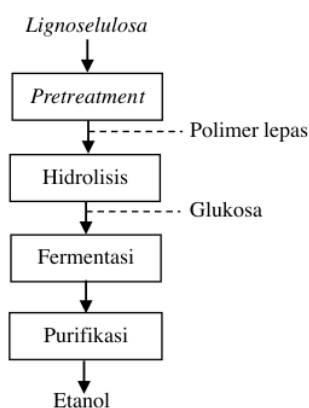 Lignoselulosa
Pretreatment
Polimer lepas
Hidrolisis
Glukosa
Fermentasi
Purifikasi
Etanol